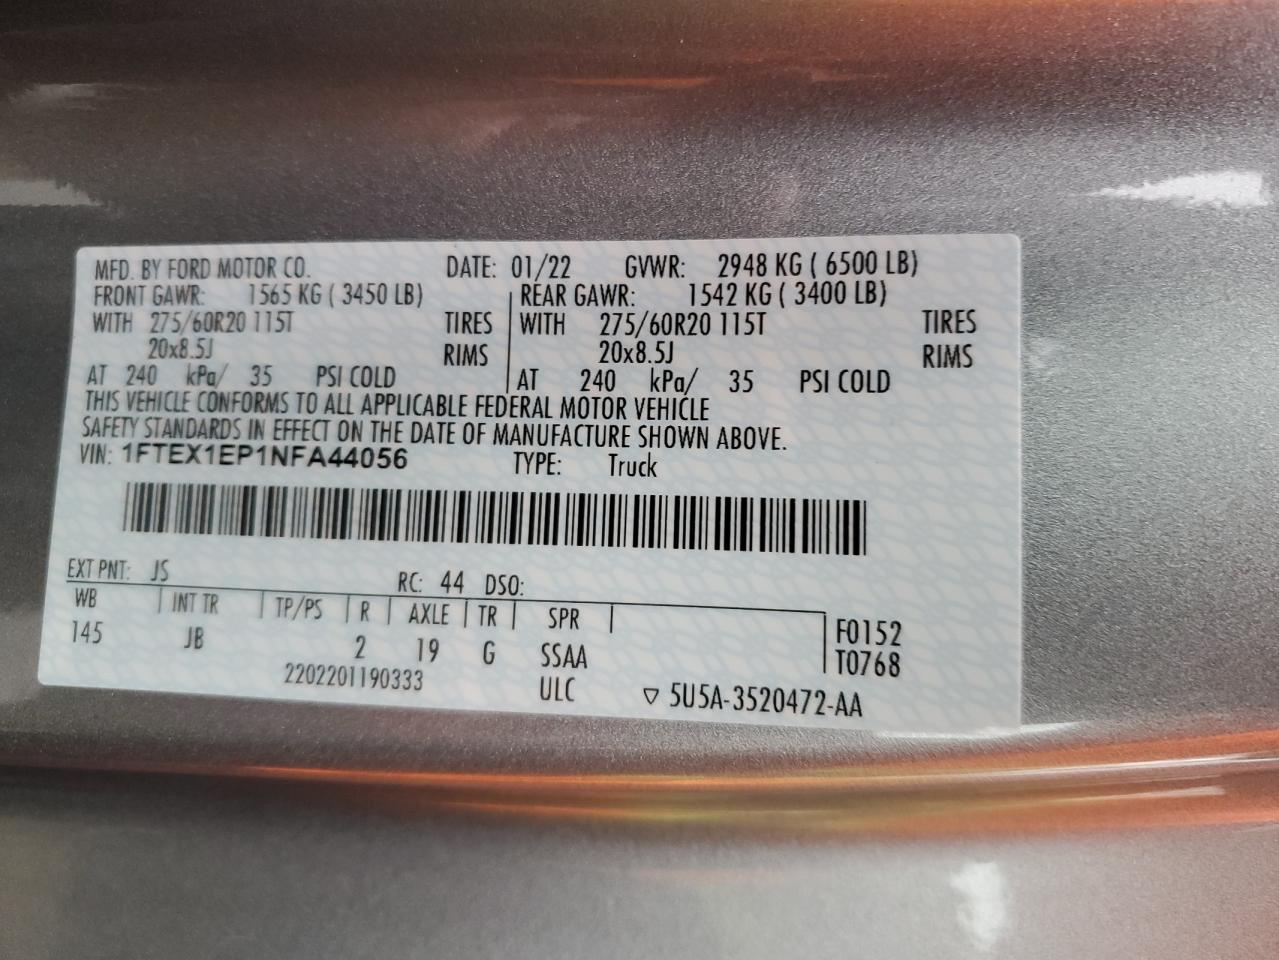 MFD. BY FORD MOTOR CO. DATE: 01/22 GVWR: 2948 KG ( 6500 LB)
FRONT GAWR: 1565 KG ( 3450 LB) REAR GAWR: 1542 KG ( 3400 LB)
WITH 275/60R20 115T TIRES WITH 275/60R20 115T TIRES
20x8.5J RIMS 20x8.5J RIMS
AT 240 kPa/ 35 PSI COLD AT 240 kPa/ 35 PSI COLD
THIS VEHICLE CONFORMS TO ALL APPLICABLE FEDERAL MOTOR VEHICLE
SAFETY STANDARDS IN EFFECT ON THE DATE OF MANUFACTURE SHOWN ABOVE.
VIN: 1FTEX1EP1NFA44056 TYPE: Truck
EXT PNT: JS RC: 44 DSO:
WB INT TR TP/PS R AXLE TR SPR F0152
145 JB 2 19 G SSAA T0768
2202201190333 ULC ▽ 5U5A-3520472-AA